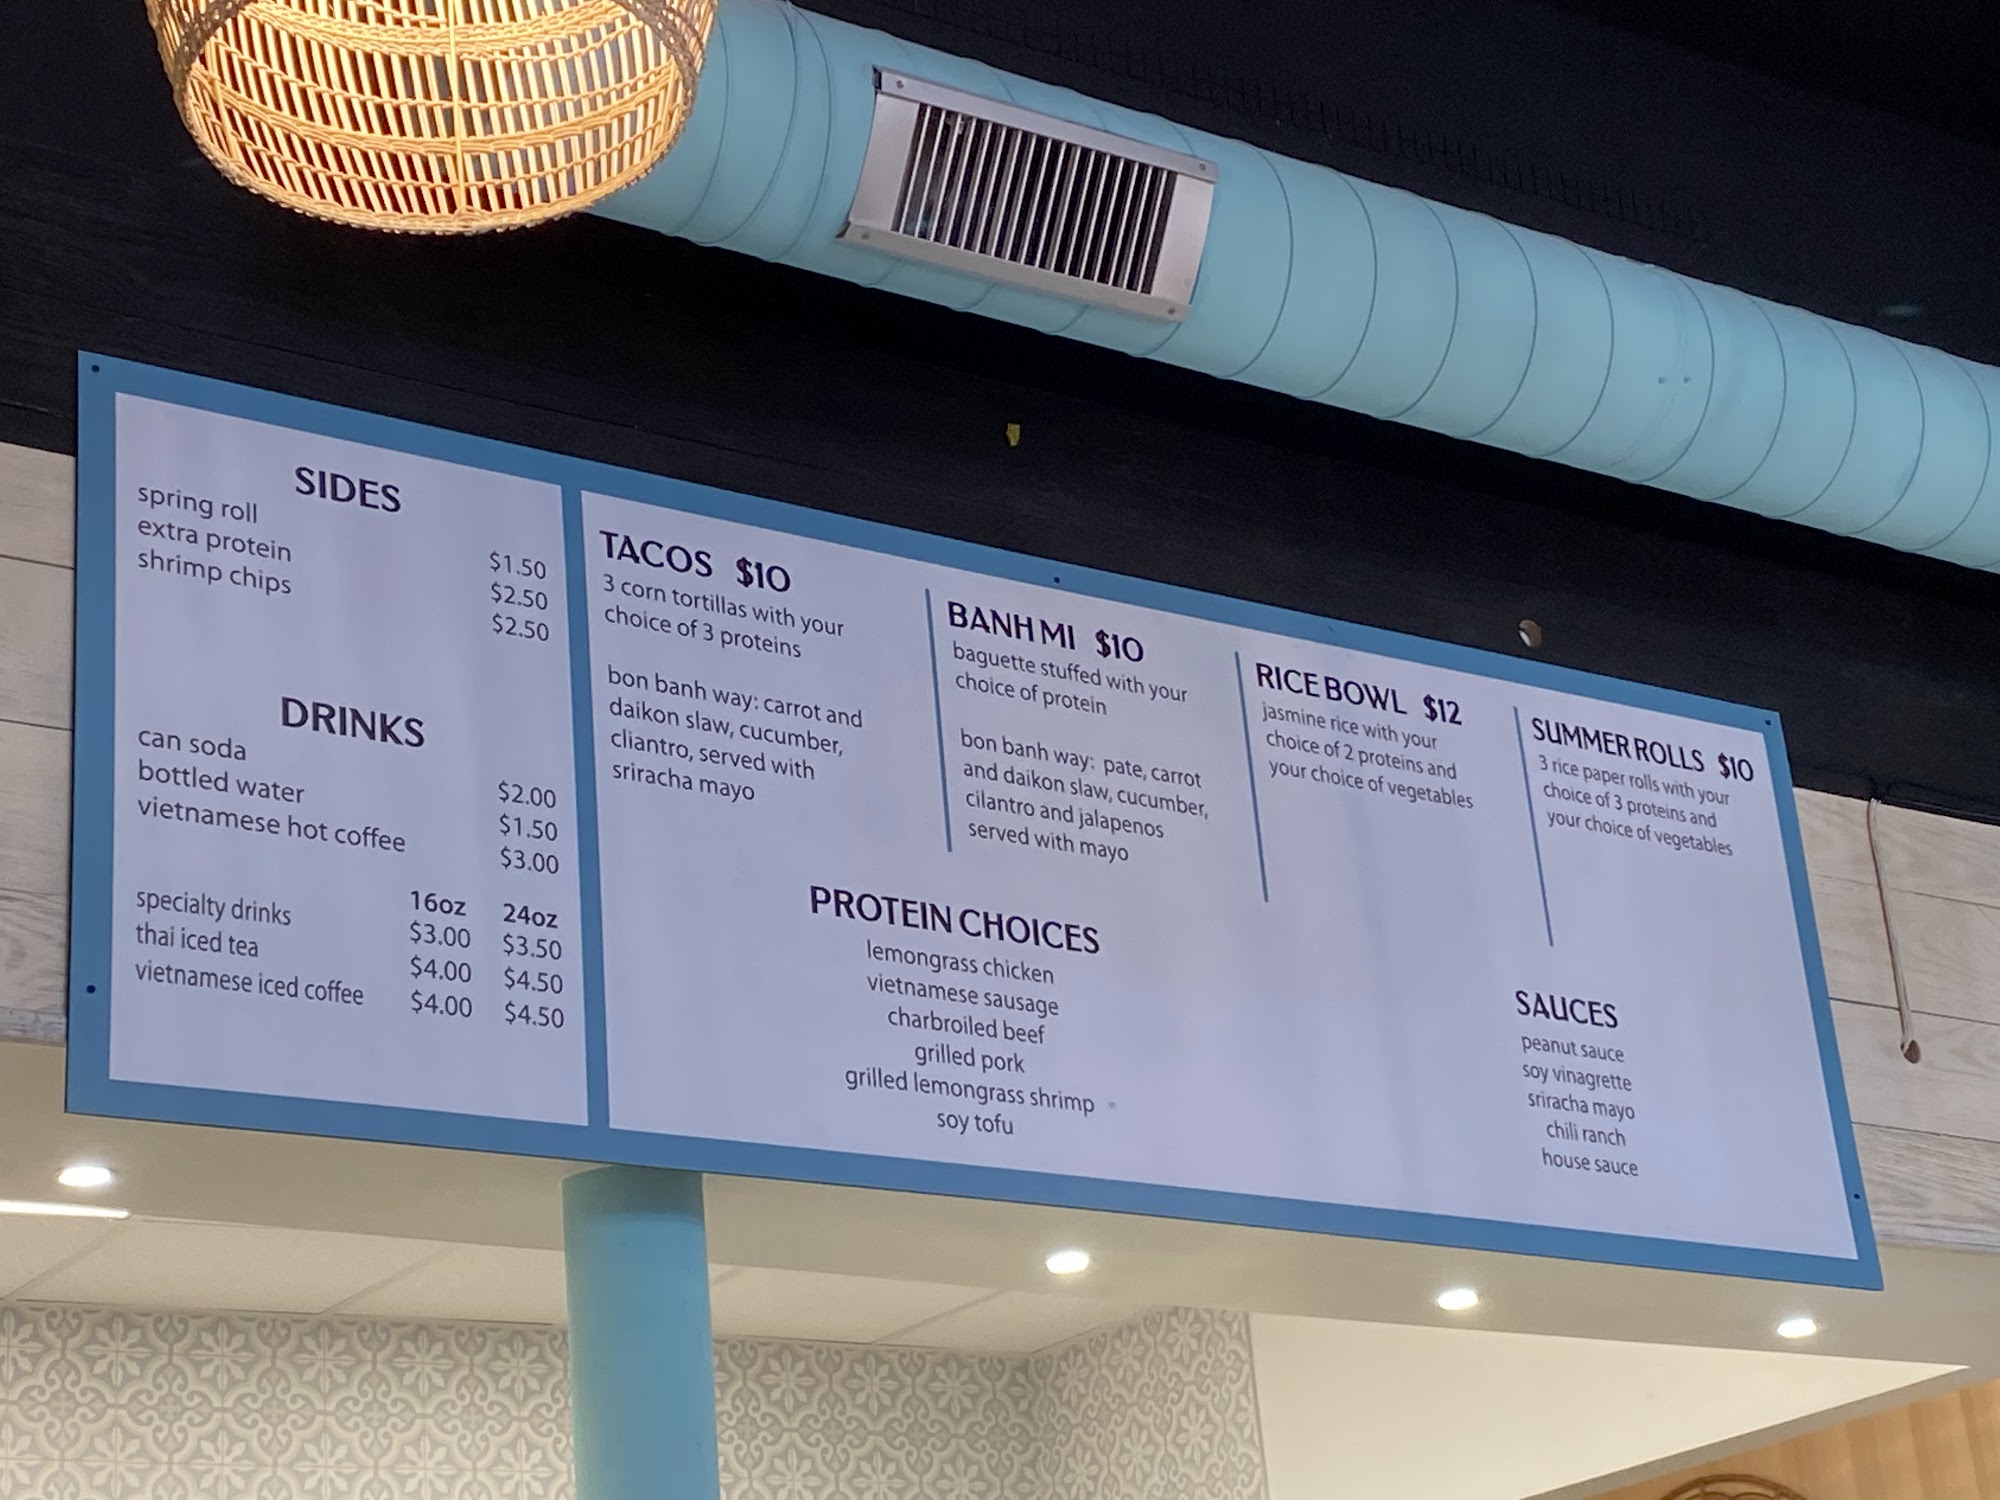 SIDES
spring roll $1.50
extra protein $2.50
shrimp chips $2.50
DRINKS
can soda $2.00
bottled water $1.50
vietnamese hot coffee $3.00
16oz 24oz
specialty drinks $3.00 $3.50
thai iced tea $4.00 $4.50
vietnamese iced coffee $4.00 $4.50
TACOS $10
3 corn tortillas with your
choice of 3 proteins
bon banh way: carrot and
daikon slaw, cucumber,
cliantro, served with
sriracha mayo
BANH MI $10
baguette stuffed with your
choice of protein
bon banh way: pate, carrot
and daikon slaw, cucumber,
cilantro and jalapenos
served with mayo
RICE BOWL $12
jasmine rice with your
choice of 2 proteins and
your choice of vegetables
SUMMER ROLLS $10
3 rice paper rolls with your
choice of 3 proteins and
your choice of vegetables
PROTEIN CHOICES
lemongrass chicken
vietnamese sausage
charbroiled beef
grilled pork
grilled lemongrass shrimp
soy tofu
SAUCES
peanut sauce
soy vinagrette
sriracha mayo
chili ranch
house sauce